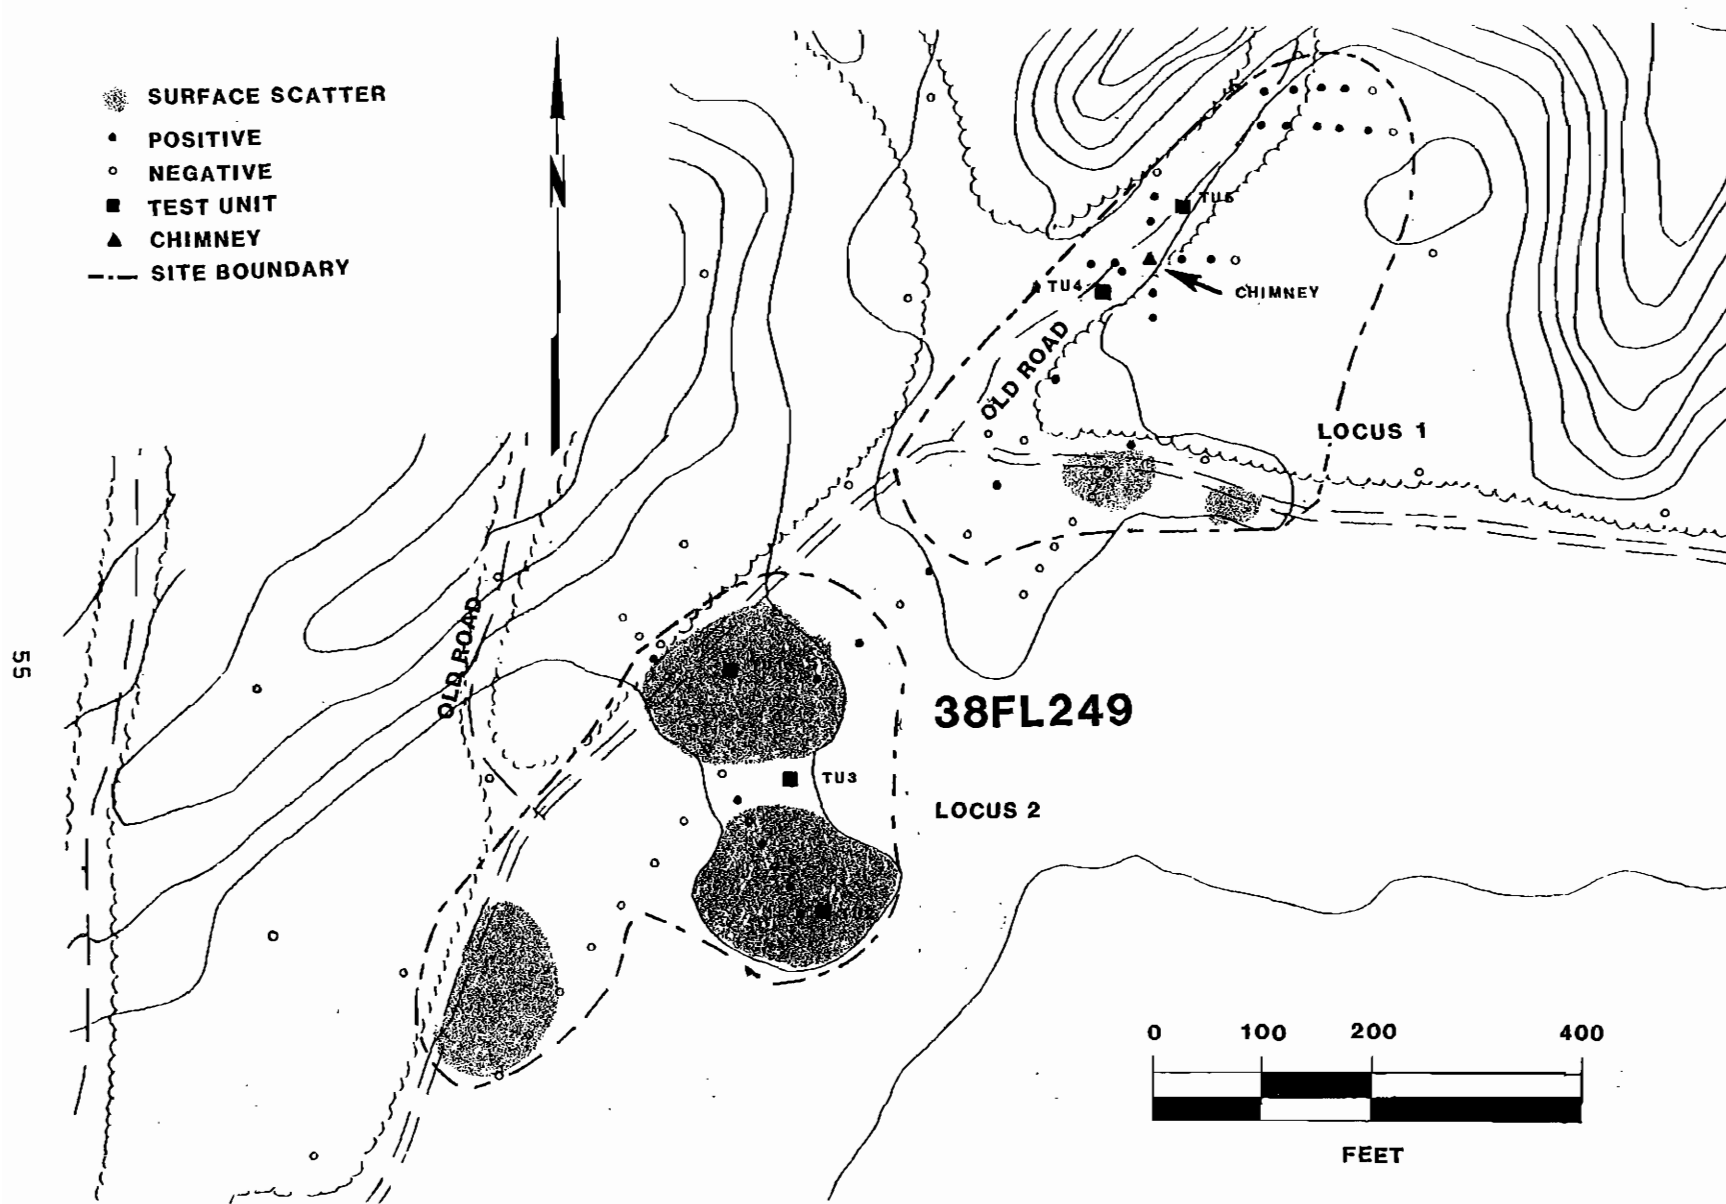 SURFACE SCATTER
POSITIVE
NEGATIVE
TEST UNIT
CHIMNEY
SITE BOUNDARY
N
TU5
TU4
CHIMNEY
OLD ROAD
LOCUS 1
OLD ROAD
38FL249
TU3
LOCUS 2
0 100 200 400
FEET
55